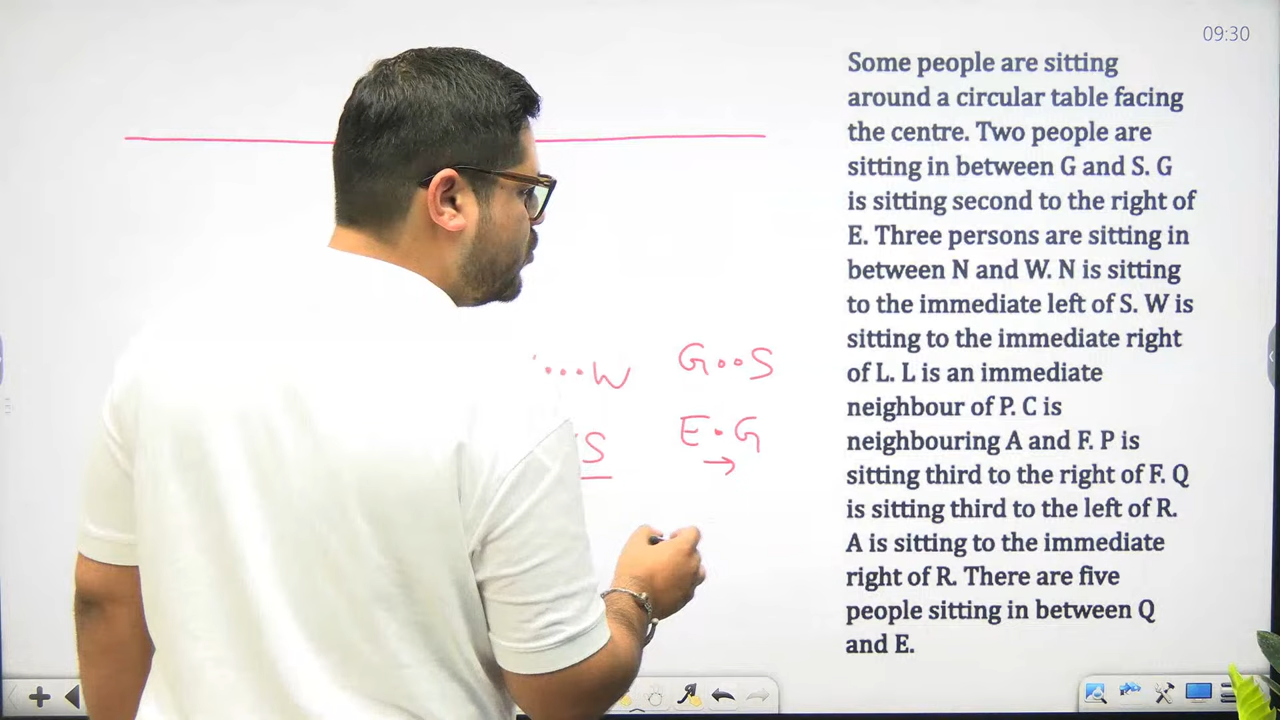 09:30
Some people are sitting
around a circular table facing
the centre. Two people are
sitting in between G and S. G
is sitting second to the right of
E. Three persons are sitting in
between N and W. N is sitting
to the immediate left of S. W is
sitting to the immediate right
of L. L is an immediate
neighbour of P. C is
neighbouring A and F. P is
sitting third to the right of F. Q
is sitting third to the left of R.
A is sitting to the immediate
right of R. There are five
people sitting in between Q
and E.
...W G..S
S E.G
→